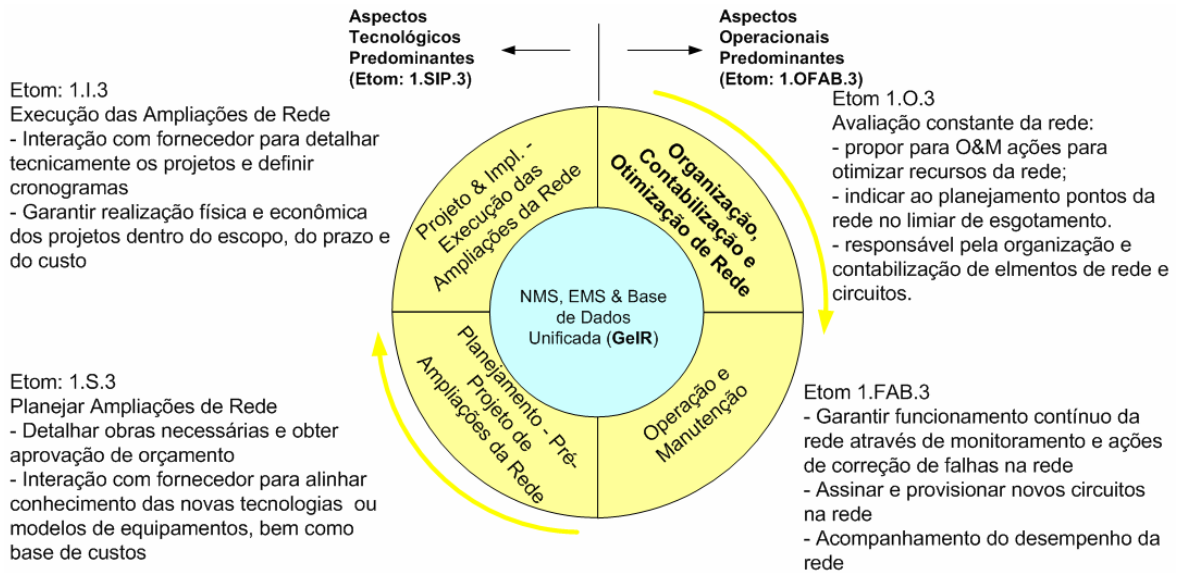 Aspectos
Tecnológicos
Predominantes
(Etom: 1.SIP.3)
Aspectos
Operacionais
Predominantes
(Etom: 1.OFAB.3)
Etom: 1.I.3
Execução das Ampliações de Rede
- Interação com fornecedor para detalhar
tecnicamente os projetos e definir
cronogramas
- Garantir realização física e econômica
dos projetos dentro do escopo, do prazo e
do custo
Etom 1.O.3
Avaliação constante da rede:
- propor para O&M ações para
otimizar recursos da rede;
- indicar ao planejamento pontos da
rede no limiar de esgotamento.
- responsável pela organização e
contabilização de elmentos de rede e
circuitos.
Projeto & Impl. -
Execução das
Ampliações da Rede
Organização,
Contabilização e
Otimização de Rede
NMS, EMS & Base
de Dados
Unificada (GeIR)
Planejamento - Pré-
Projeto de
Ampliações da Rede
Operação e
Manutenção
Etom: 1.S.3
Planejar Ampliações de Rede
- Detalhar obras necessárias e obter
aprovação de orçamento
- Interação com fornecedor para alinhar
conhecimento das novas tecnologias ou
modelos de equipamentos, bem como
base de custos
Etom 1.FAB.3
- Garantir funcionamento contínuo da
rede através de monitoramento e ações
de correção de falhas na rede
- Assinar e provisionar novos circuitos
na rede
- Acompanhamento do desempenho da
rede